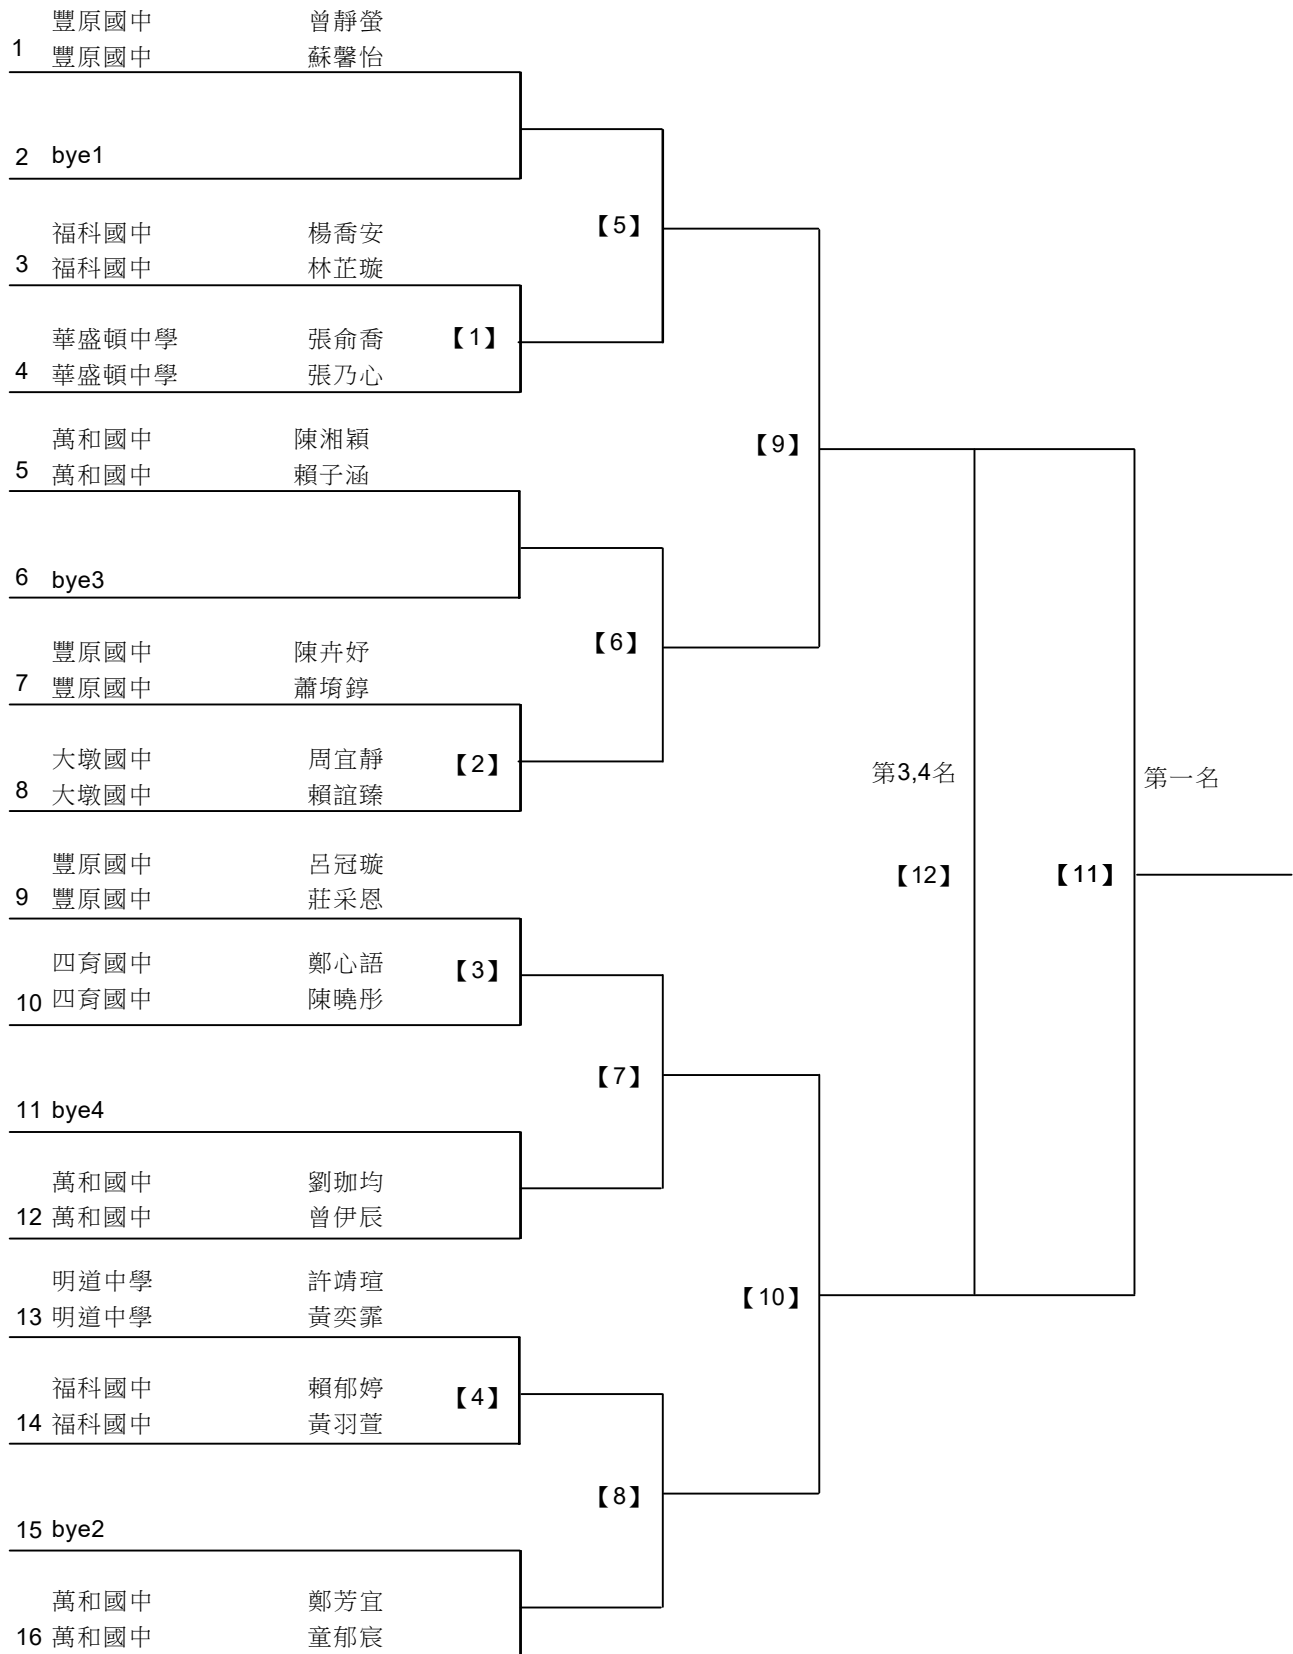 豐原國中 曾靜螢
1 豐原國中 蘇馨怡
2 bye1
【5】
福科國中 楊喬安
3 福科國中 林芷璇
華盛頓中學 張俞喬 【1】
4 華盛頓中學 張乃心
萬和國中 陳湘穎 【9】
5 萬和國中 賴子涵
6 bye3
豐原國中 陳卉妤 【6】
7 豐原國中 蕭堉錞
大墩國中 周宜靜 【2】 第3,4名 第一名
8 大墩國中 賴誼臻
豐原國中 呂冠璇 【12】 【11】
9 豐原國中 莊采恩
四育國中 鄭心語 【3】
10 四育國中 陳曉彤
【7】
11 bye4
萬和國中 劉珈均
12 萬和國中 曾伊辰
明道中學 許靖瑄 【10】
13 明道中學 黃奕霏
福科國中 賴郁婷 【4】
14 福科國中 黃羽萱
【8】
15 bye2
萬和國中 鄭芳宜
16 萬和國中 童郁宸